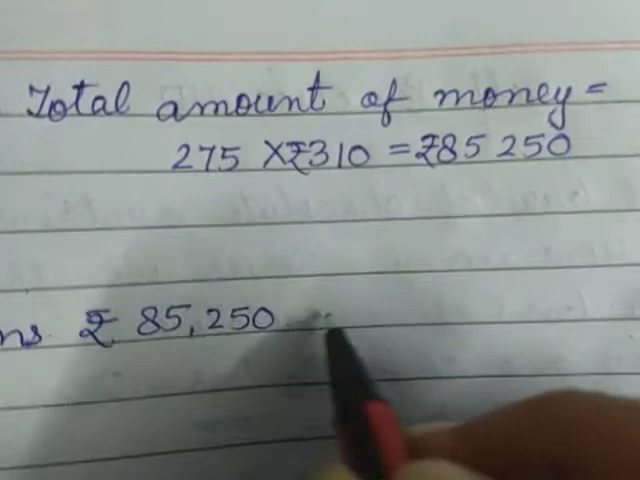 Total amount of money =
275 X ₹310 = ₹85 250
ns. ₹ 85,250